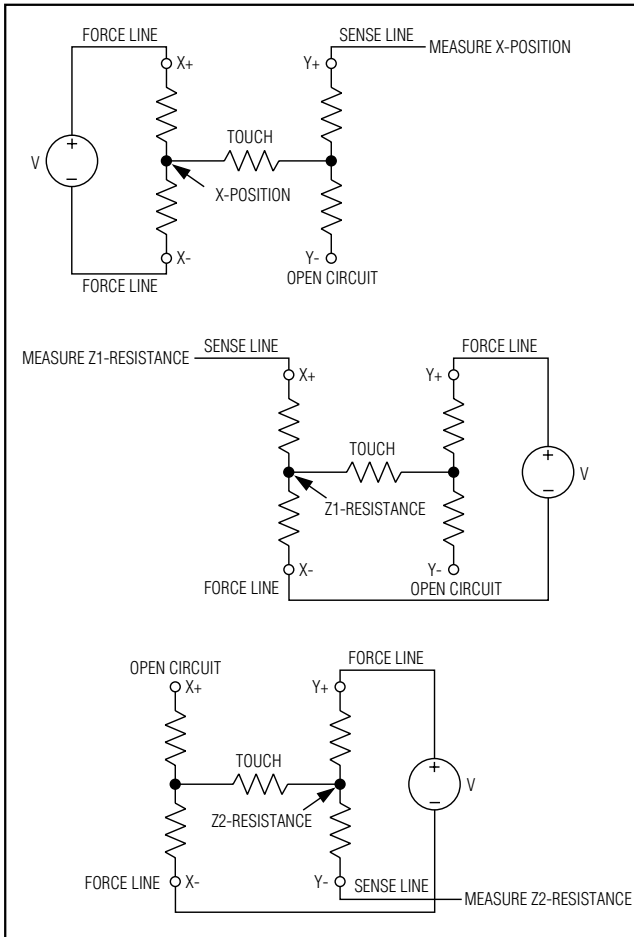 FORCE LINE
X+
Y+
SENSE LINE
MEASURE X-POSITION
TOUCH
V
+
−
X-POSITION
X-
Y-
FORCE LINE
OPEN CIRCUIT
MEASURE Z1-RESISTANCE
SENSE LINE
FORCE LINE
X+
Y+
TOUCH
+
−
V
Z1-RESISTANCE
X-
Y-
FORCE LINE
OPEN CIRCUIT
OPEN CIRCUIT
FORCE LINE
X+
Y+
TOUCH
+
−
V
Z2-RESISTANCE
FORCE LINE
X-
Y-
SENSE LINE
MEASURE Z2-RESISTANCE